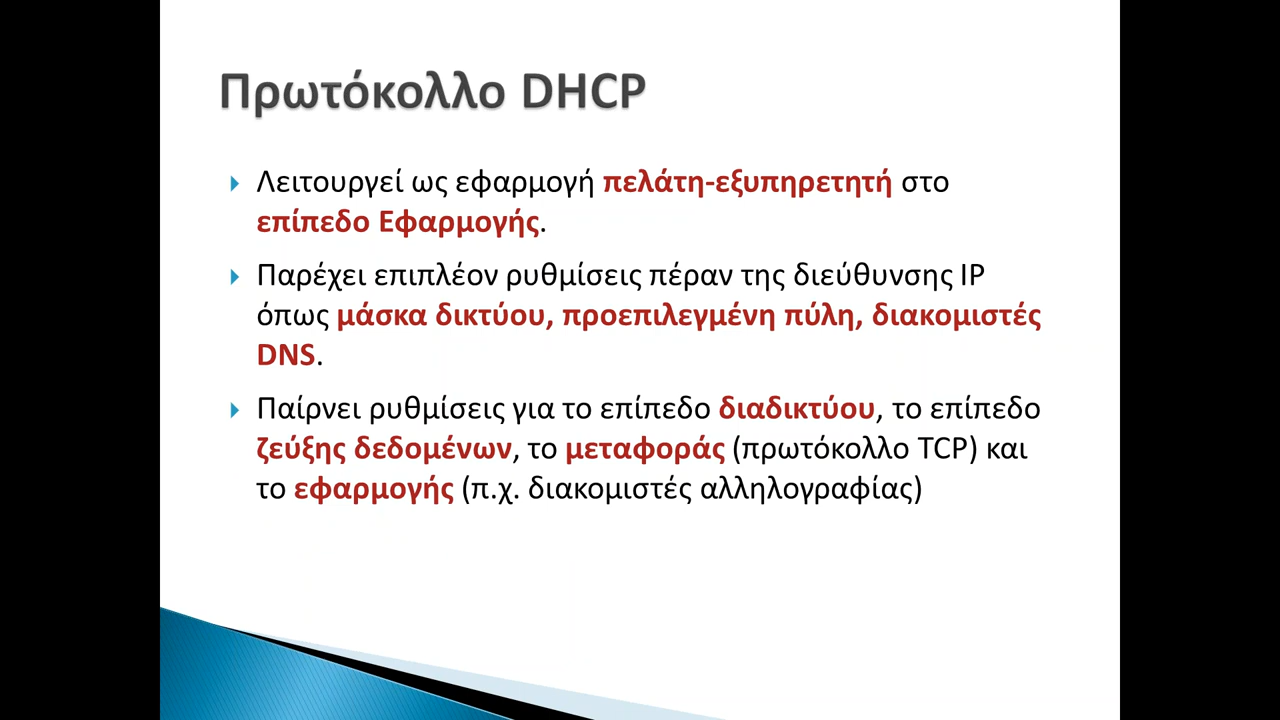 Πρωτόκολλο DHCP
Λειτουργεί ως εφαρμογή πελάτη-εξυπηρετητή στο
επίπεδο Εφαρμογής.
Παρέχει επιπλέον ρυθμίσεις πέραν της διεύθυνσης IP
όπως μάσκα δικτύου, προεπιλεγμένη πύλη, διακομιστές
DNS.
Παίρνει ρυθμίσεις για το επίπεδο διαδικτύου, το επίπεδο
ζεύξης δεδομένων, το μεταφοράς (πρωτόκολλο TCP) και
το εφαρμογής (π.χ. διακομιστές αλληλογραφίας)